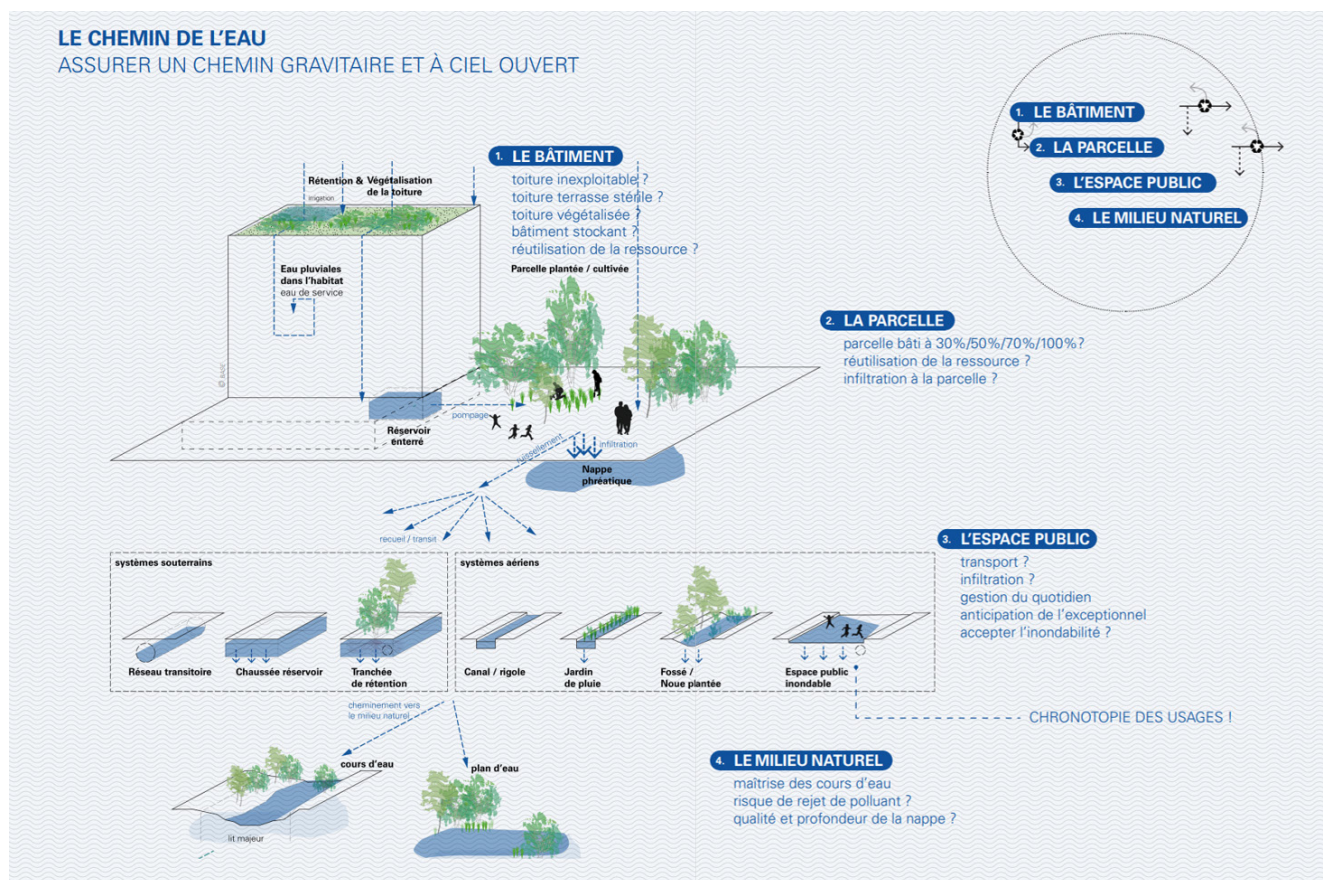 LE CHEMIN DE L'EAU
ASSURER UN CHEMIN GRAVITAIRE ET À CIEL OUVERT
1. LE BÂTIMENT
2. LA PARCELLE
3. L'ESPACE PUBLIC
4. LE MILIEU NATUREL
1. LE BÂTIMENT
toiture inexploitable ?
toiture terrasse stérile ?
toiture végétalisée ?
bâtiment stockant ?
réutilisation de la ressource ?
Rétention & Végétalisation
de la toiture
irrigation
Eau pluviales
dans l'habitat
eau de service
Parcelle plantée / cultivée
2. LA PARCELLE
parcelle bâti à 30%/50%/70%/100% ?
réutilisation de la ressource ?
infiltration à la parcelle ?
pompage
Réservoir
enterré
ruissellement
infiltration
Nappe
phréatique
recueil / transit
3. L'ESPACE PUBLIC
transport ?
infiltration ?
gestion du quotidien
anticipation de l'exceptionnel
accepter l'inondabilité ?
systèmes souterrains
systèmes aériens
Réseau transitoire
Chaussée réservoir
Tranchée
de rétention
Canal / rigole
Jardin
de pluie
Fossé /
Noue plantée
Espace public
inondable
cheminement vers
le milieu naturel
CHRONOTOPIE DES USAGES !
4. LE MILIEU NATUREL
maîtrise des cours d'eau
risque de rejet de polluant ?
qualité et profondeur de la nappe ?
cours d'eau
plan d'eau
lit majeur